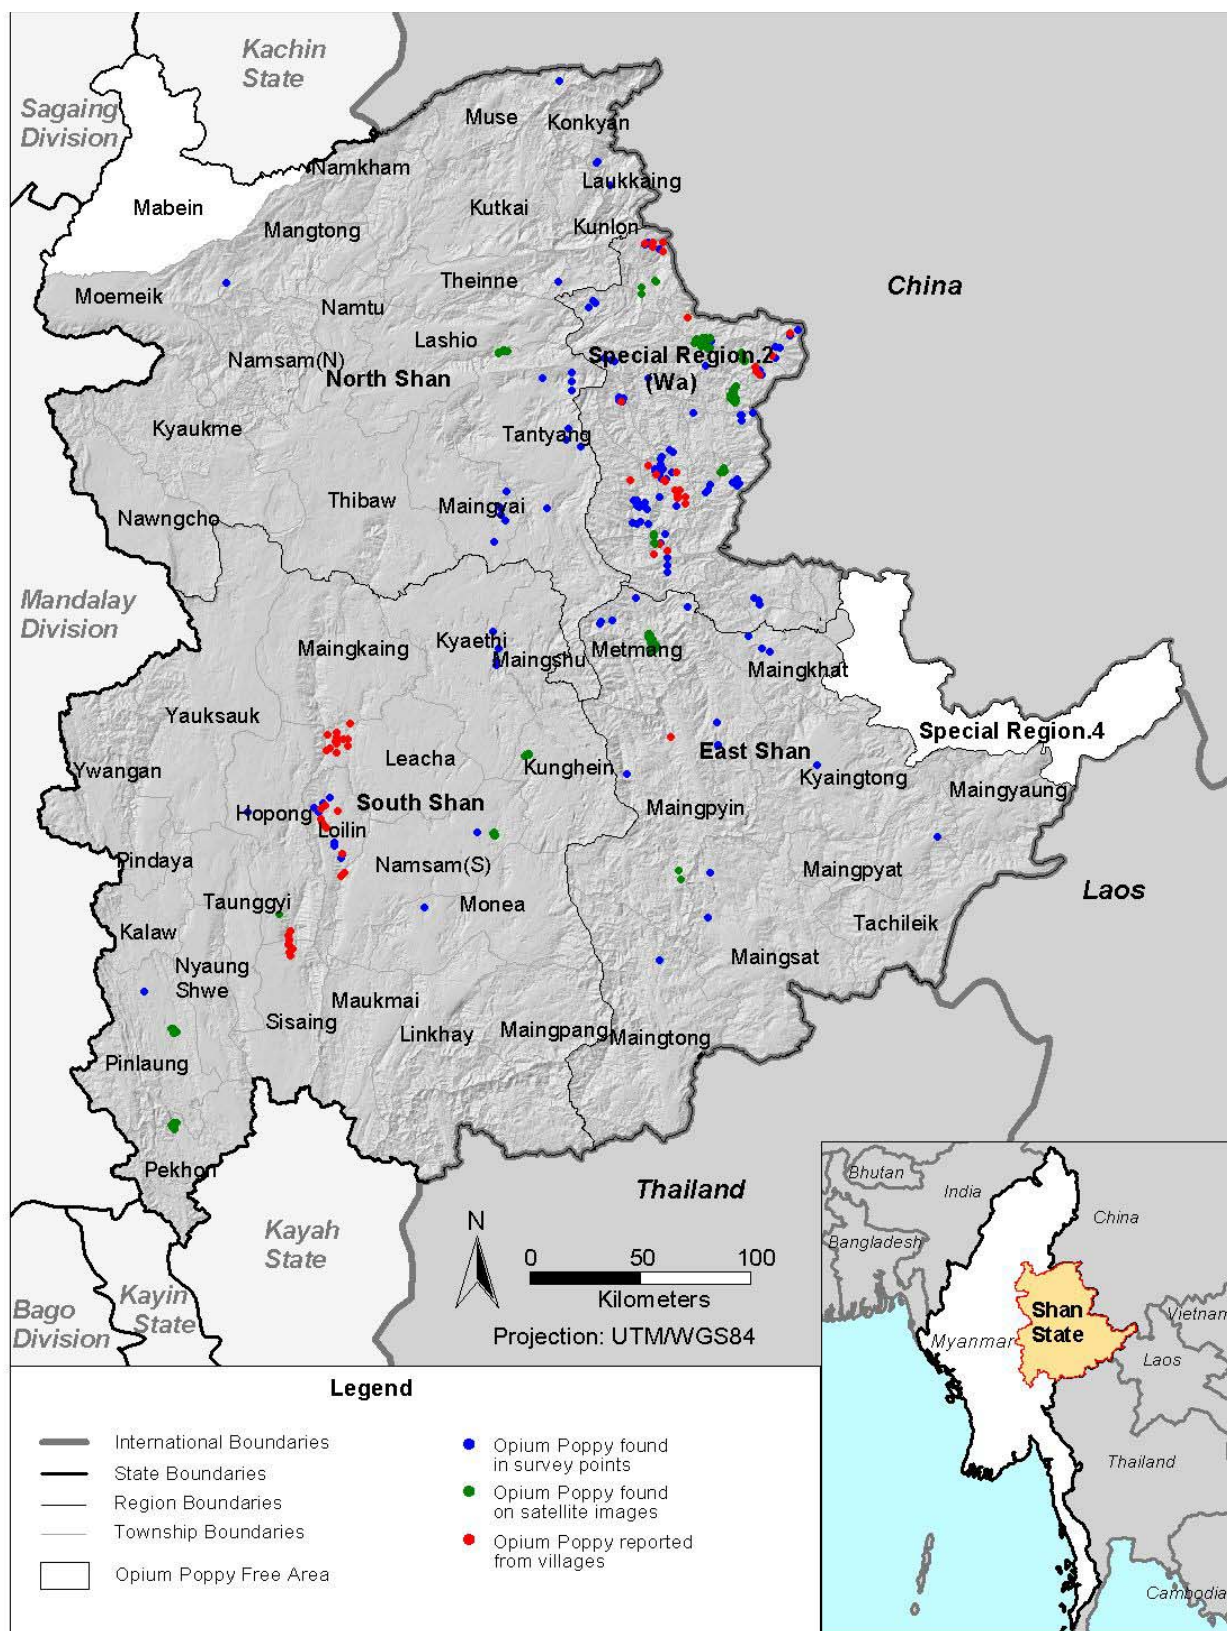 Kachin
State
Sagaing
Division
Muse
Konkyan
Namkham
Laukkaing
Mabein
Kutkai
Mangtong
Kunlon
China
Theinne
Moemeik
Namtu
Lashio
Namsam(N)
North Shan
Special Region.2
(Wa)
Kyaukme
Tantyang
Thibaw
Maingyai
Nawngcho
Mandalay
Division
Kyaethi
Maingkaing
Maingshu
Metmang
Maingkhat
Yauksauk
Special Region.4
East Shan
Leacha
Kunghein
Ywangan
Kyaingtong
Maingyaung
South Shan
Hopong
Maingpyin
Loilin
Pindaya
Namsam(S)
Maingpyat
Laos
Taunggyi
Monea
Kalaw
Tachileik
Nyaung
Shwe
Maingsat
Maukmai
Sisaing
Linkhay
Maingpang
Maingtong
Pinlaung
Pekhon
Thailand
Kayah
State
N
0 50 100
Kilometers
Projection: UTM/WGS84
Kayin
State
Bago
Division
Bhutan
India
China
Bangladesh
Shan
State
Vietnam
Myanmar
Laos
Thailand
Cambodia
Legend
International Boundaries
State Boundaries
Region Boundaries
Township Boundaries
Opium Poppy Free Area
Opium Poppy found
in survey points
Opium Poppy found
on satellite images
Opium Poppy reported
from villages